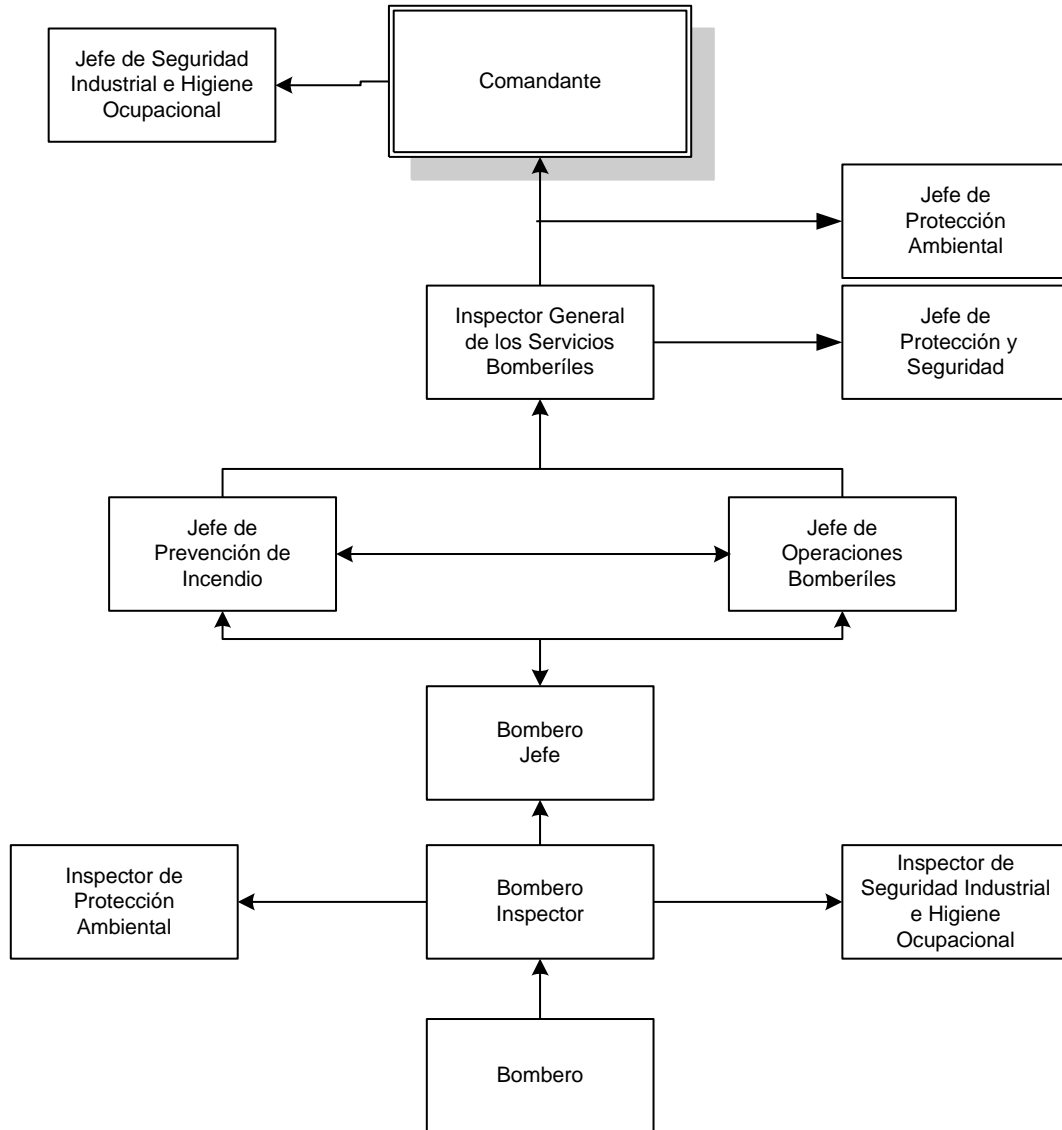 Jefe de Seguridad
Industrial e Higiene
Ocupacional
Comandante
Jefe de
Protección
Ambiental
Inspector General
de los Servicios
Bomberíles
Jefe de
Protección y
Seguridad
Jefe de
Prevención de
Incendio
Jefe de
Operaciones
Bomberíles
Bombero
Jefe
Inspector de
Protección
Ambiental
Bombero
Inspector
Inspector de
Seguridad Industrial
e Higiene
Ocupacional
Bombero